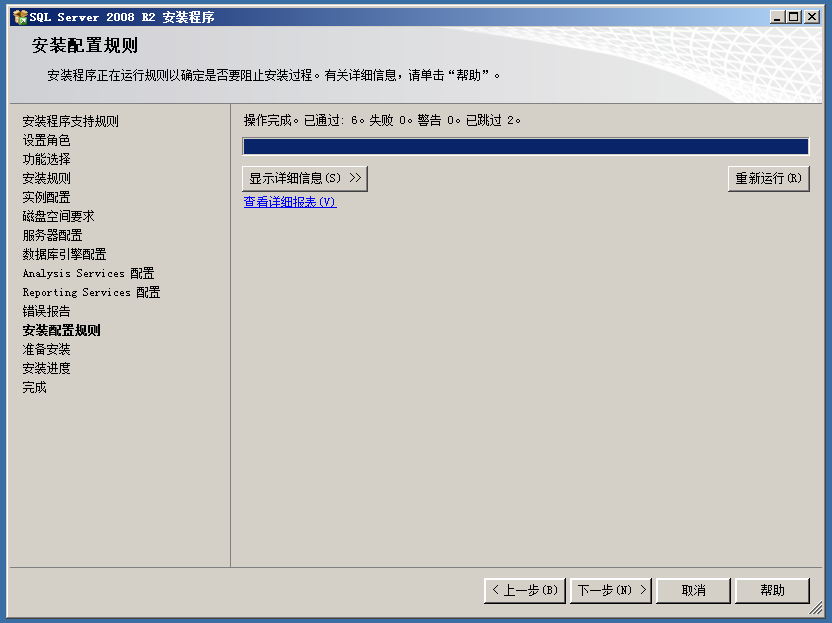 SQL Server 2008 R2 安装程序
安装配置规则
安装程序正在运行规则以确定是否要阻止安装过程。有关详细信息，请单击“帮助”。
安装程序支持规则
设置角色
功能选择
安装规则
实例配置
磁盘空间要求
服务器配置
数据库引擎配置
Analysis Services 配置
Reporting Services 配置
错误报告
安装配置规则
准备安装
安装进度
完成
操作完成。已通过: 6。失败 0。警告 0。已跳过 2。
显示详细信息(S) >>
重新运行(R)
查看详细报表(V)
< 上一步(B)
下一步(N) >
取消
帮助